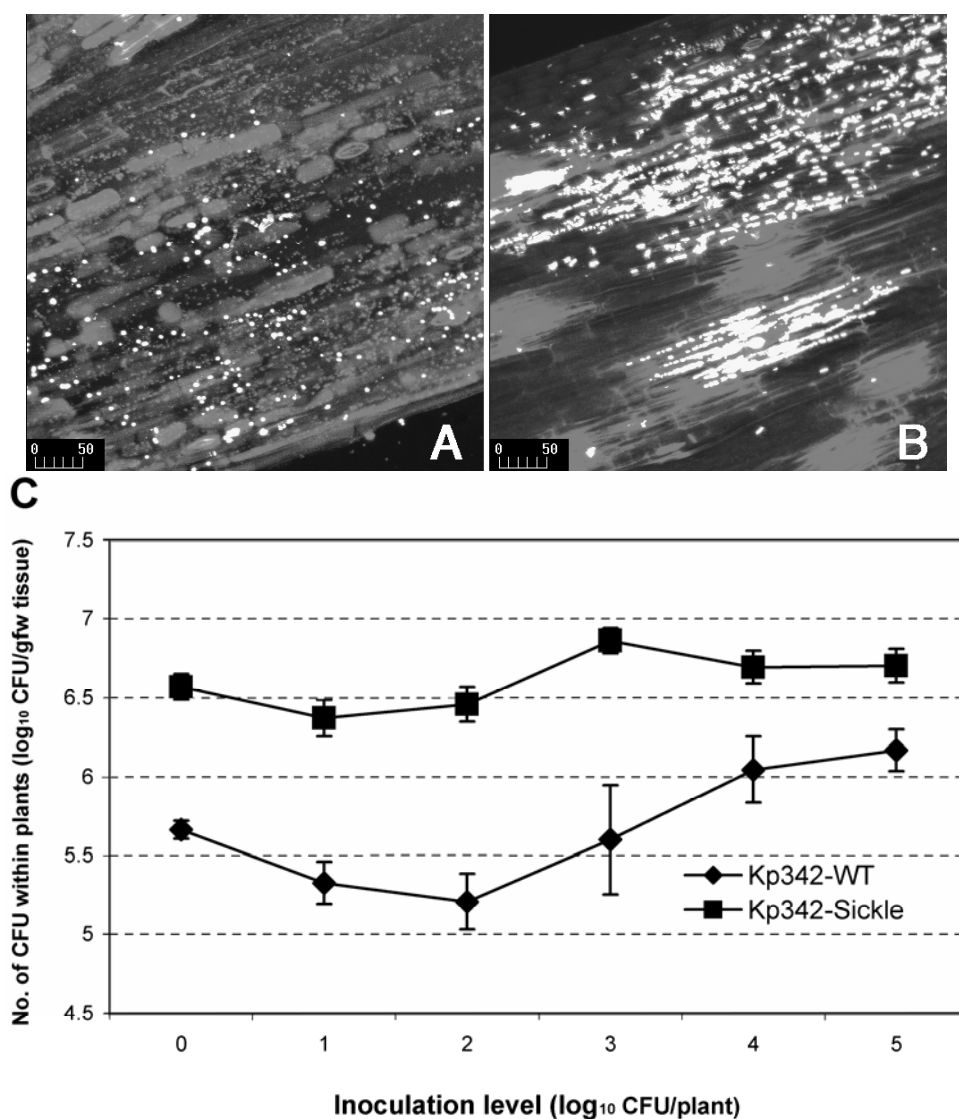 A
B
0 50
0 50
C
No. of CFU within plants (log₁₀ CFU/gfw tissue)
7.5
7
6.5
6
5.5
5
4.5
Kp342-WT
Kp342-Sickle
0 1 2 3 4 5
Inoculation level (log₁₀ CFU/plant)